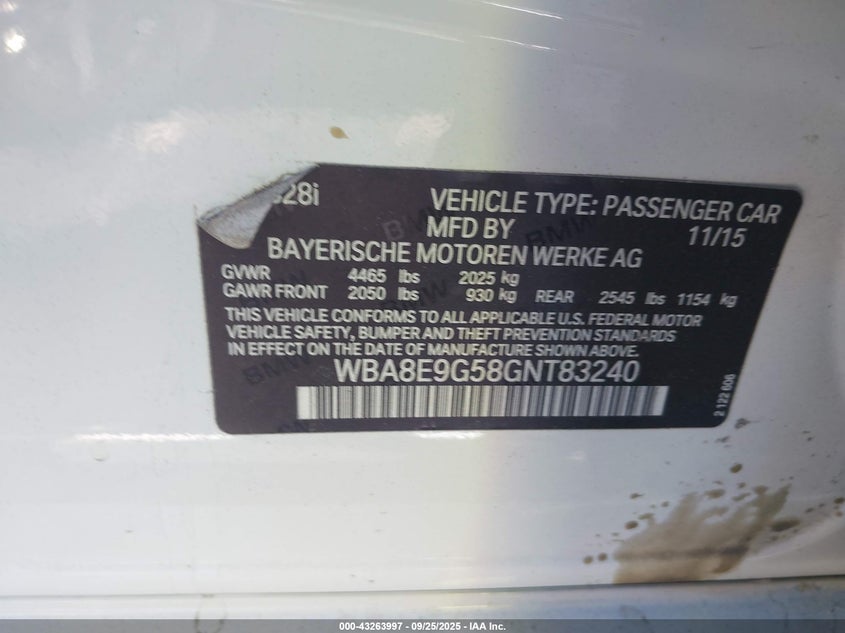 328i VEHICLE TYPE: PASSENGER CAR
MFD BY 11/15
BAYERISCHE MOTOREN WERKE AG
GVWR 4465 lbs 2025 kg
GAWR FRONT 2050 lbs 930 kg REAR 2545 lbs 1154 kg
THIS VEHICLE CONFORMS TO ALL APPLICABLE U.S. FEDERAL MOTOR
VEHICLE SAFETY, BUMPER AND THEFT PREVENTION STANDARDS
IN EFFECT ON THE DATE OF MANUFACTURE SHOWN ABOVE.
WBA8E9G58GNT83240
2 122 606
000-43263997 - 09/25/2025 - IAA Inc.